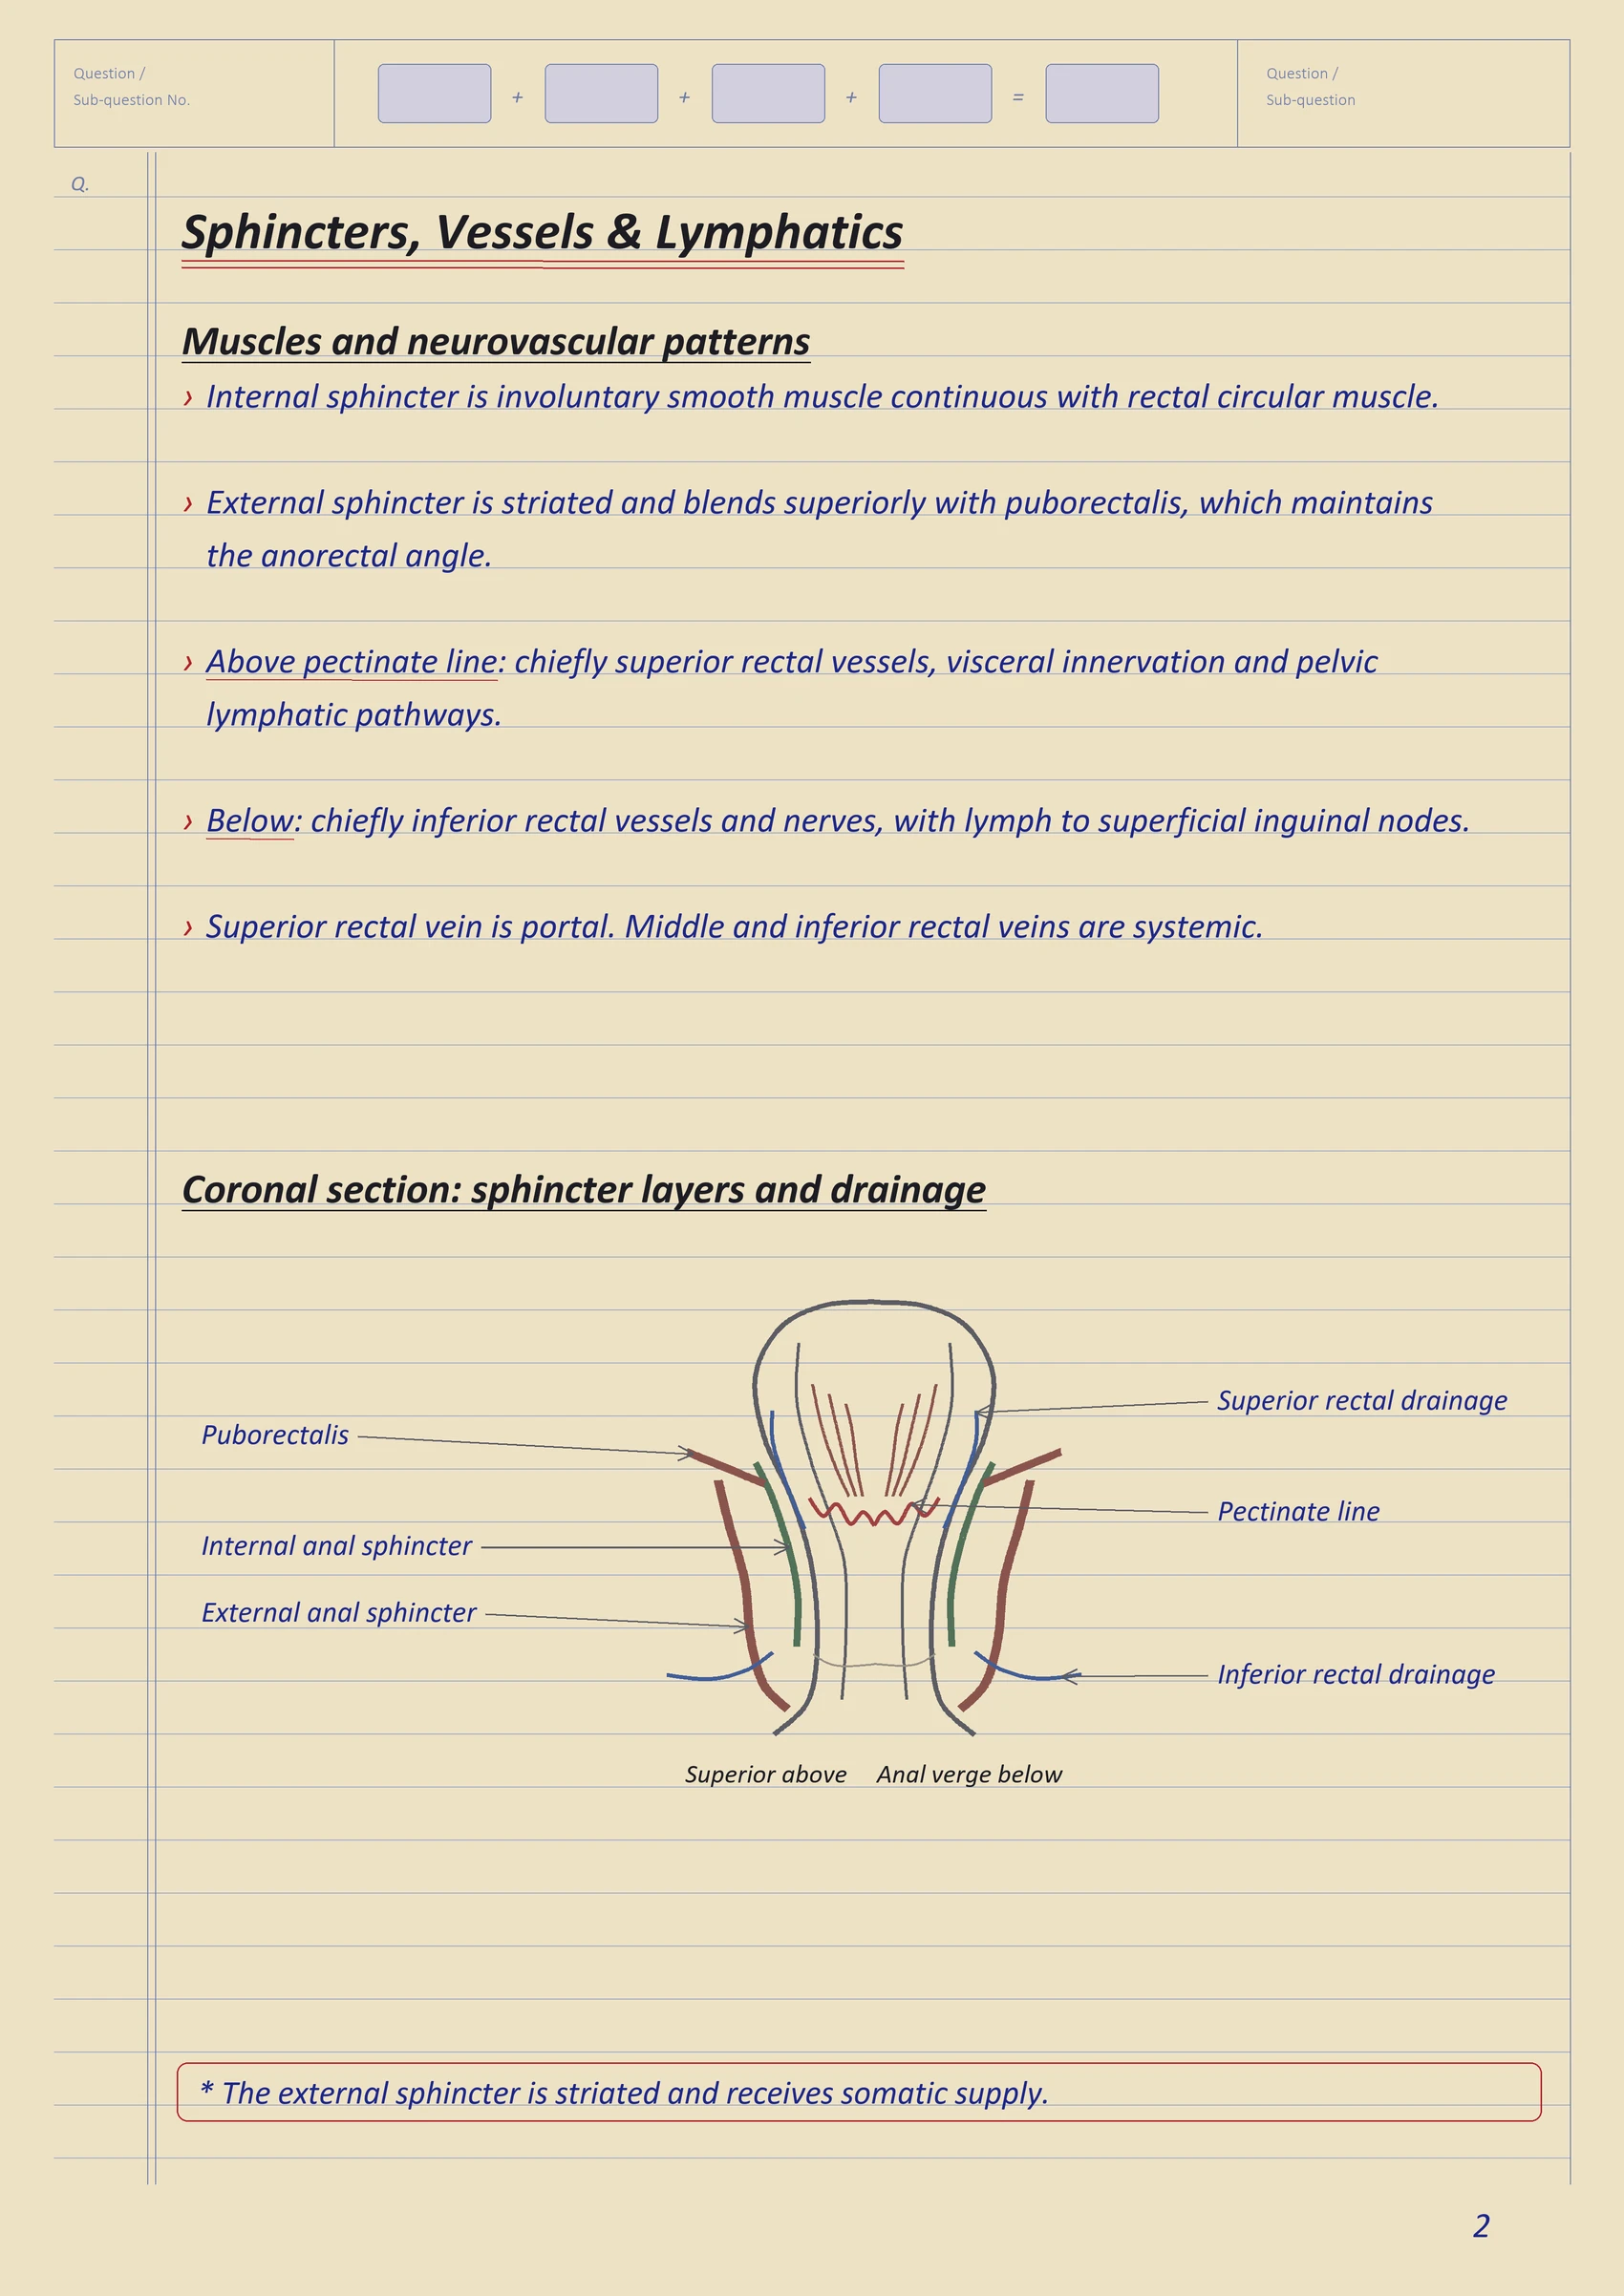 Question /
Sub-question No.
+ + + =
Question /
Sub-question
Q.
Sphincters, Vessels & Lymphatics
Muscles and neurovascular patterns
› Internal sphincter is involuntary smooth muscle continuous with rectal circular muscle.
› External sphincter is striated and blends superiorly with puborectalis, which maintains
the anorectal angle.
› Above pectinate line: chiefly superior rectal vessels, visceral innervation and pelvic
lymphatic pathways.
› Below: chiefly inferior rectal vessels and nerves, with lymph to superficial inguinal nodes.
› Superior rectal vein is portal. Middle and inferior rectal veins are systemic.
Coronal section: sphincter layers and drainage
Superior rectal drainage
Puborectalis
Pectinate line
Internal anal sphincter
External anal sphincter
Inferior rectal drainage
Superior above Anal verge below
* The external sphincter is striated and receives somatic supply.
2